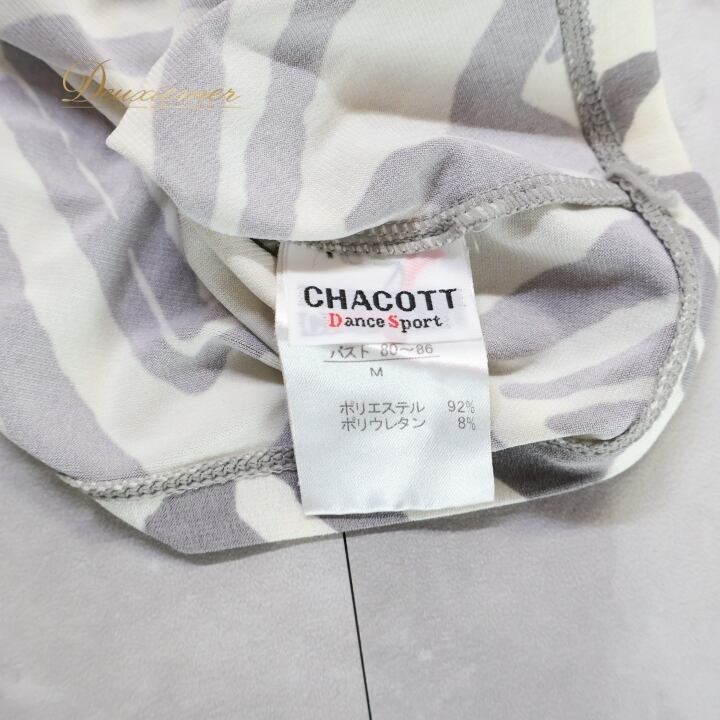 Deuxiemer
CHACOTT
Dance Sport
バスト 80～86
M
ポリエステル 92%
ポリウレタン 8%